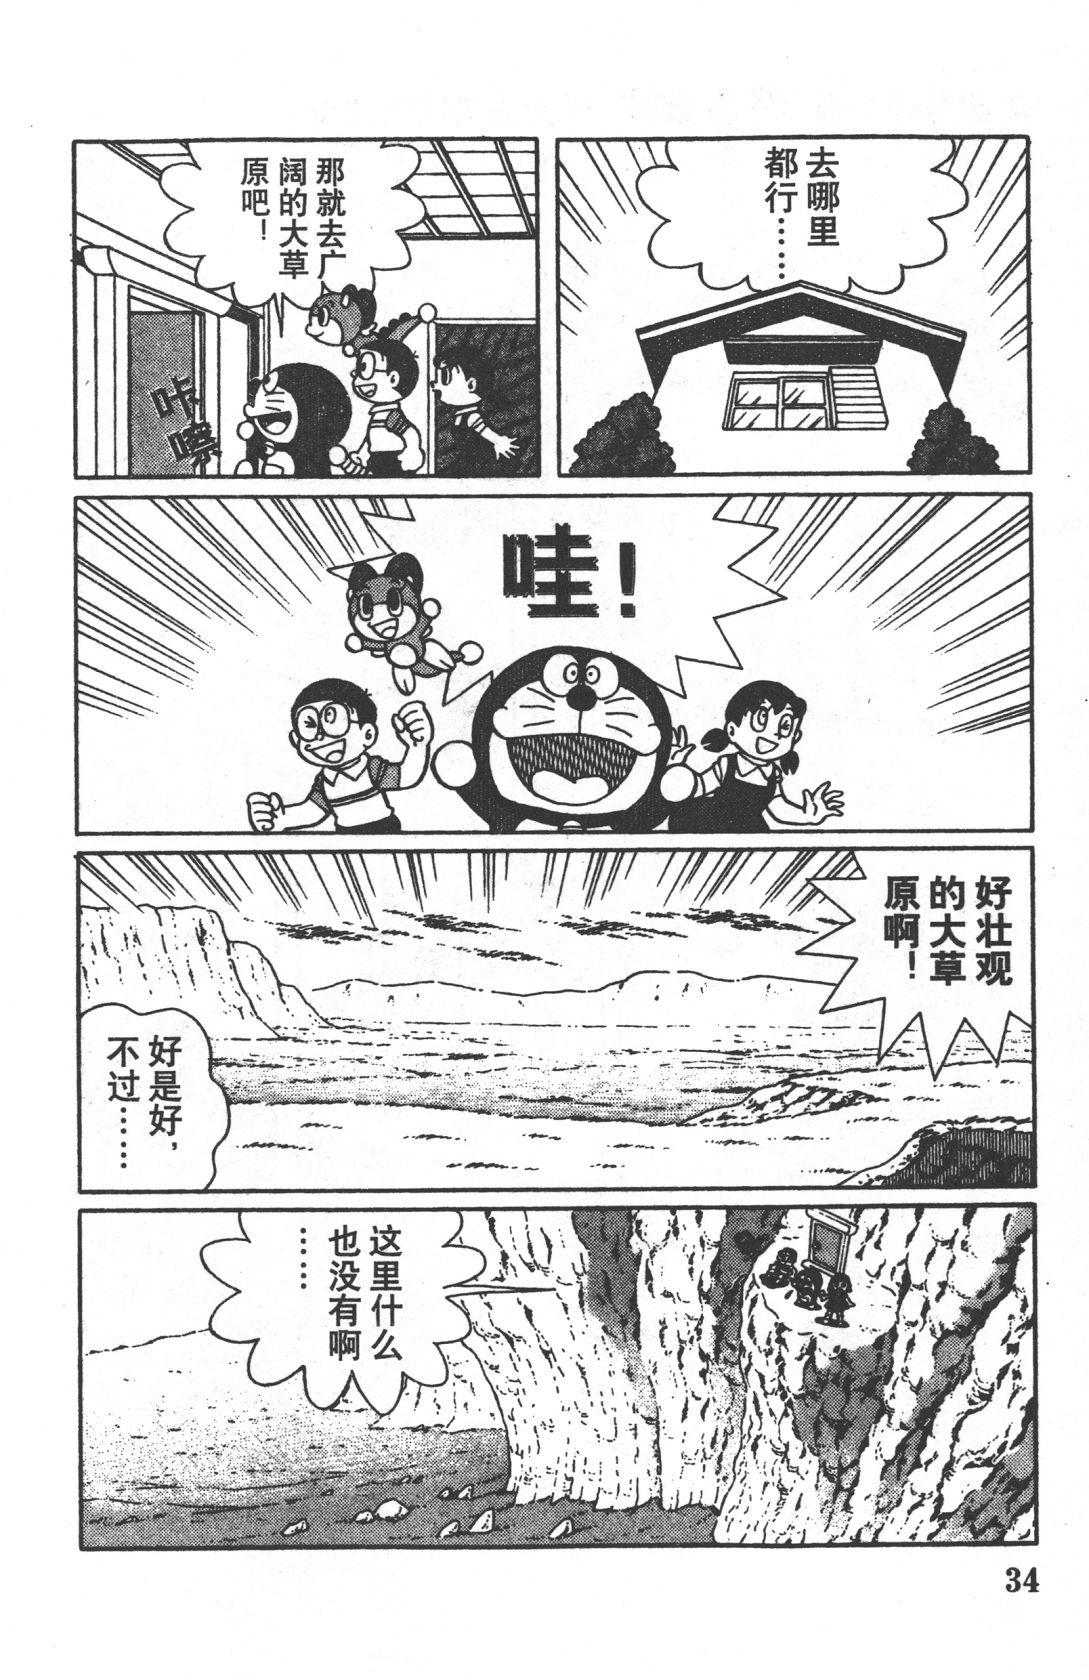 去哪里
都行……
那就去广
阔的大草
原吧！
咔
嚓
哇！
好壮观
的大草
原啊！
好是好，
不过……
这里什么
也没有啊
……
34